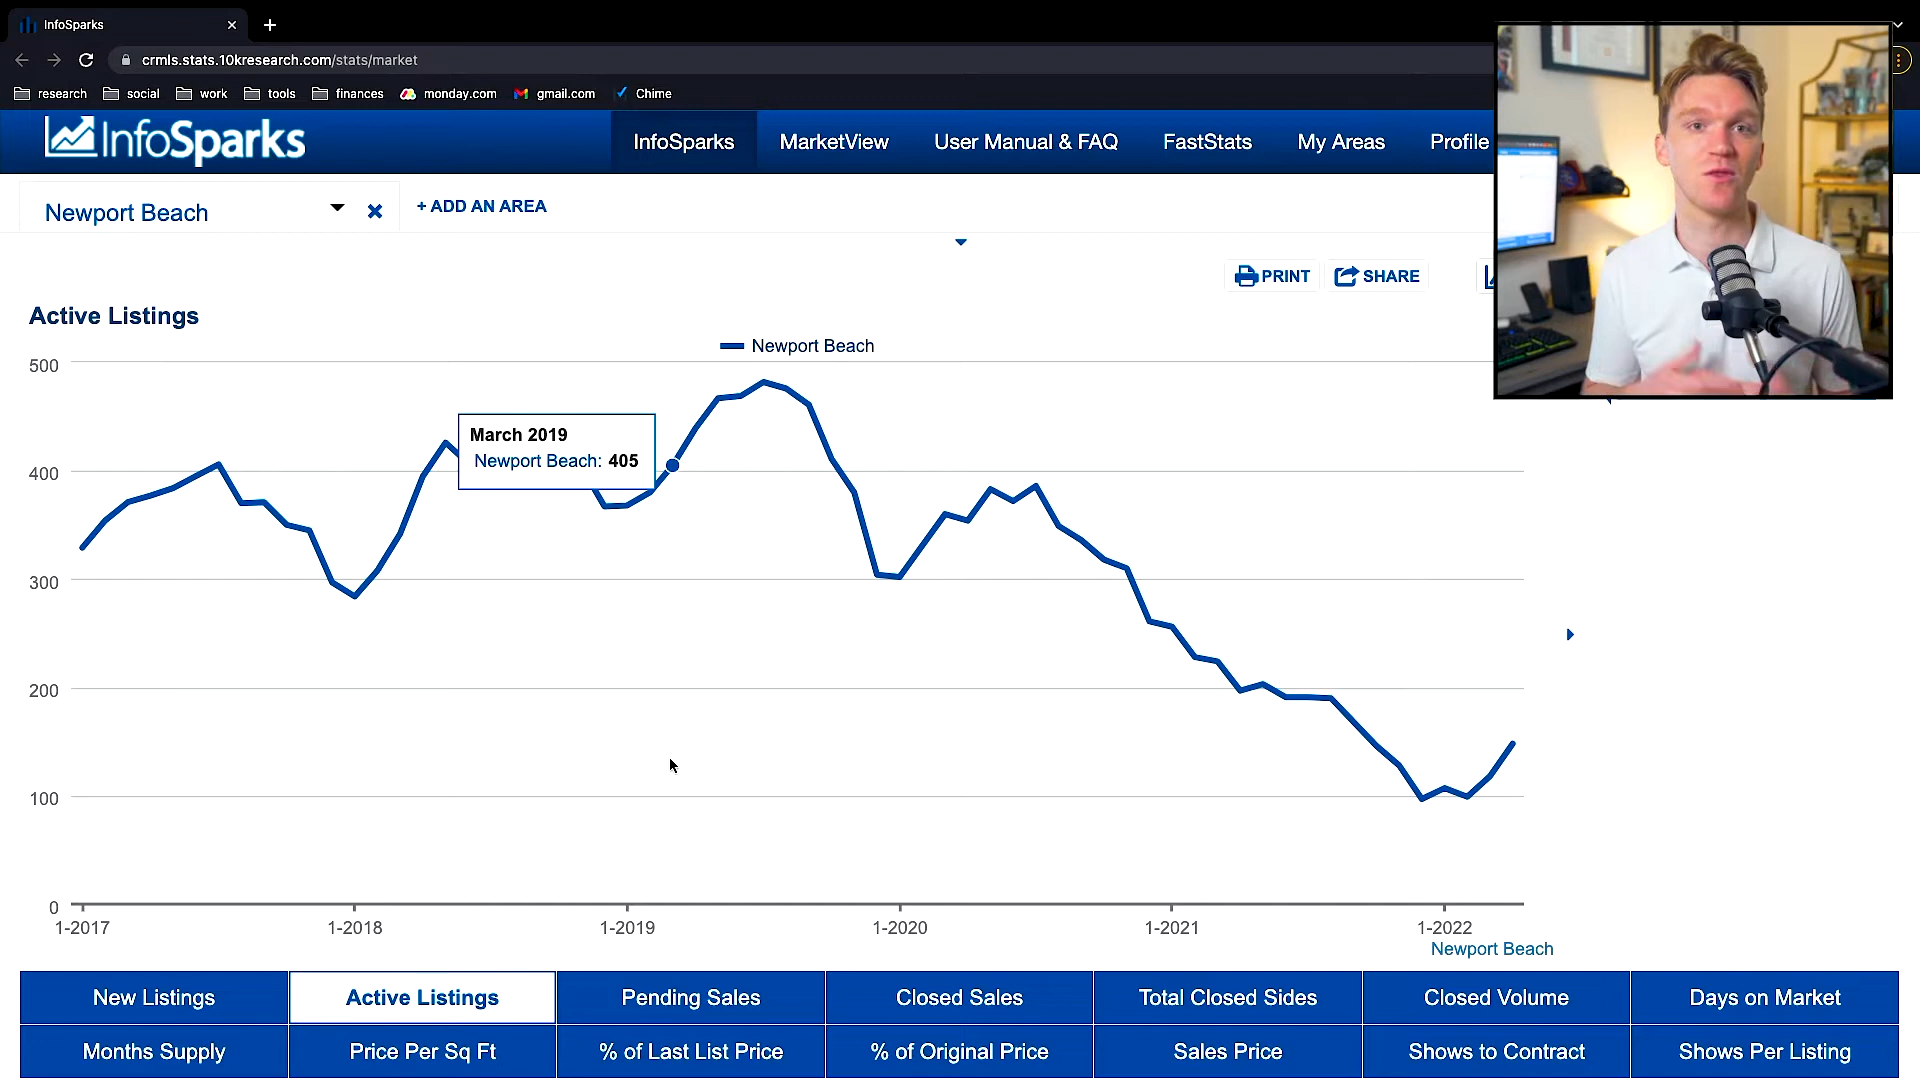 InfoSparks
crmls.stats.10kresearch.com/stats/market
research social work tools finances monday.com gmail.com Chime
InfoSparks
InfoSparks MarketView User Manual & FAQ FastStats My Areas Profile
Newport Beach
+ ADD AN AREA
PRINT SHARE
Active Listings
Newport Beach
500
March 2019
Newport Beach: 405
400
300
200
100
0
1-2017 1-2018 1-2019 1-2020 1-2021 1-2022
Newport Beach
New Listings Active Listings Pending Sales Closed Sales Total Closed Sides Closed Volume Days on Market
Months Supply Price Per Sq Ft % of Last List Price % of Original Price Sales Price Shows to Contract Shows Per Listing